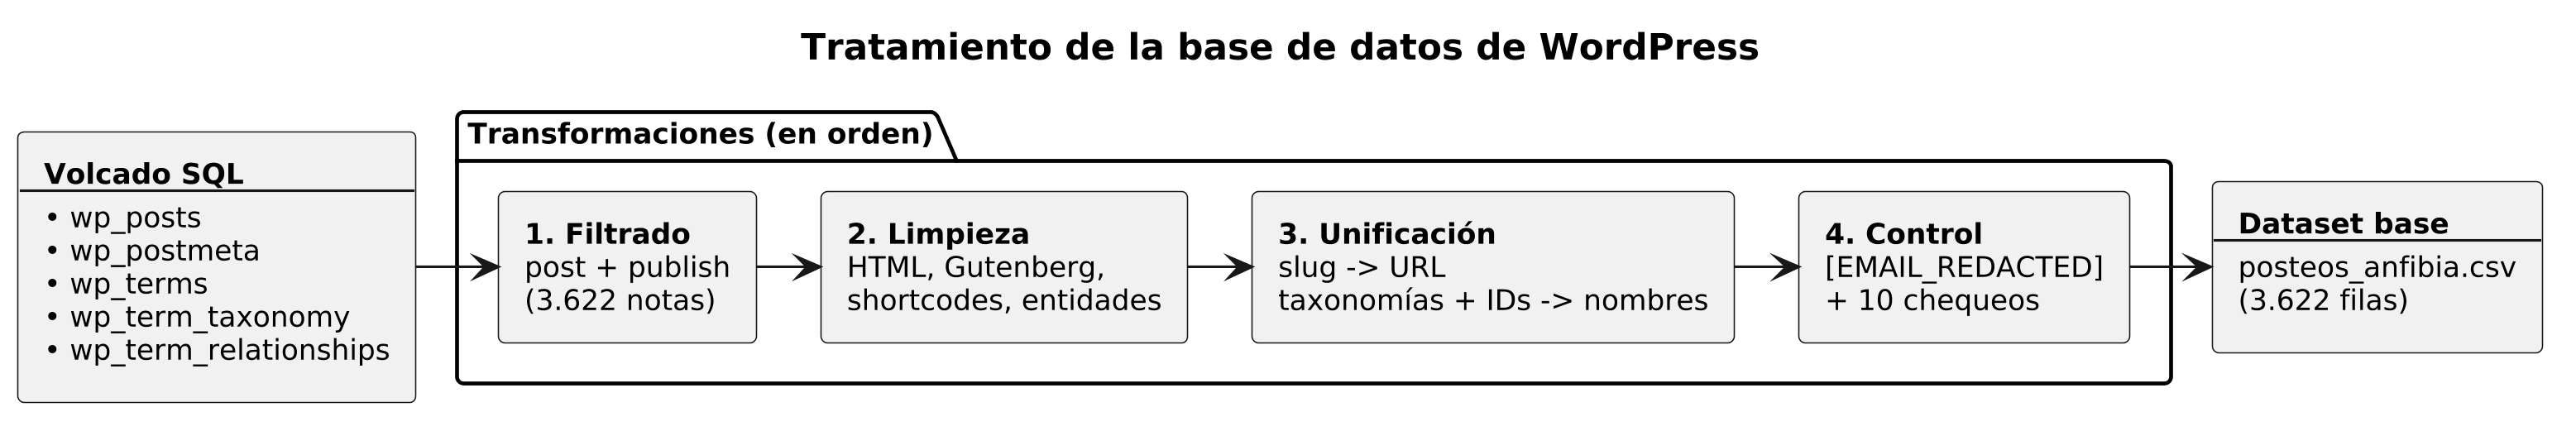 Tratamiento de la base de datos de WordPress
Volcado SQL
• wp_posts
• wp_postmeta
• wp_terms
• wp_term_taxonomy
• wp_term_relationships
Transformaciones (en orden)
1. Filtrado
post + publish
(3.622 notas)
2. Limpieza
HTML, Gutenberg,
shortcodes, entidades
3. Unificación
slug -> URL
taxonomías + IDs -> nombres
4. Control
[EMAIL_REDACTED]
+ 10 chequeos
Dataset base
posteos_anfibia.csv
(3.622 filas)